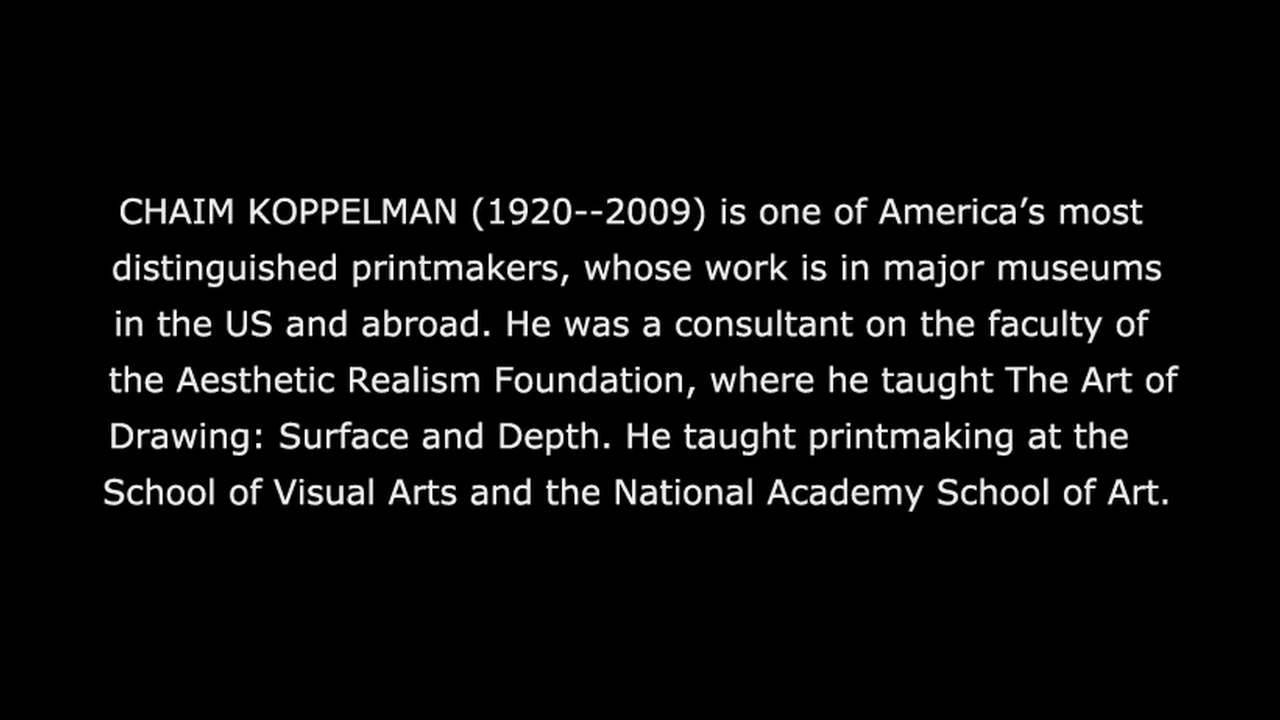 CHAIM KOPPELMAN (1920--2009) is one of America’s most
distinguished printmakers, whose work is in major museums
in the US and abroad. He was a consultant on the faculty of
the Aesthetic Realism Foundation, where he taught The Art of
Drawing: Surface and Depth. He taught printmaking at the
School of Visual Arts and the National Academy School of Art.